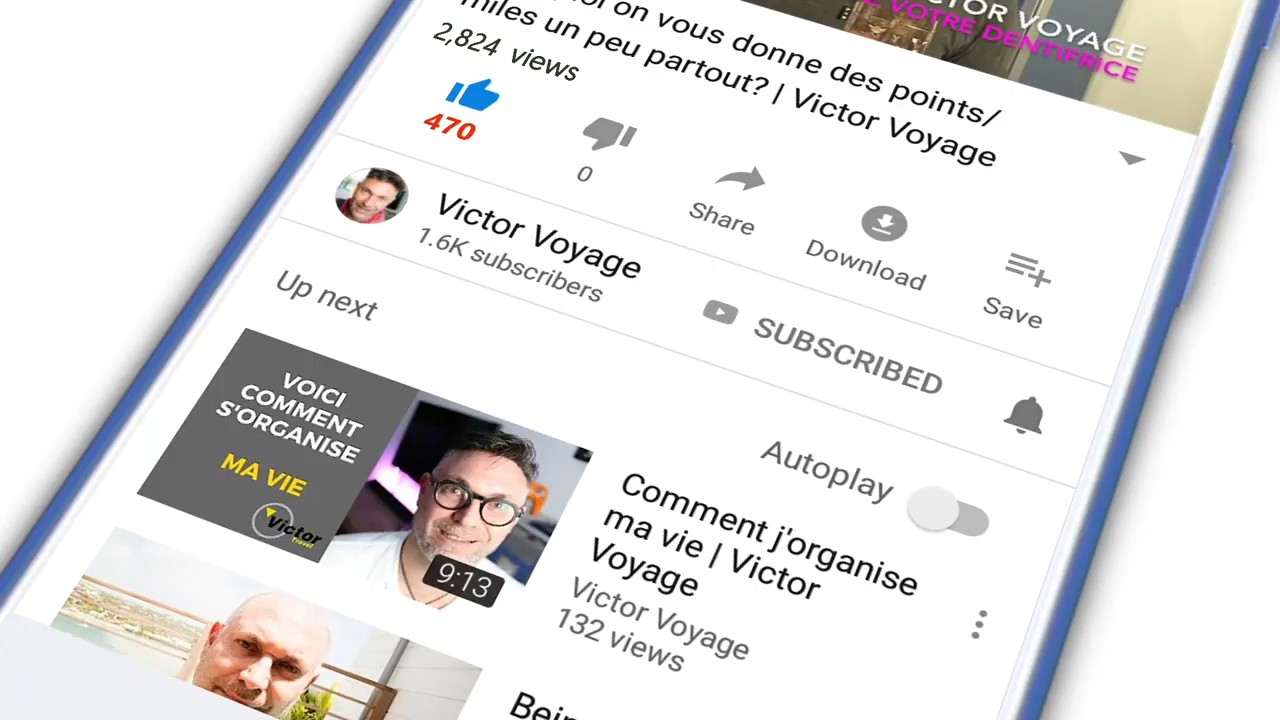 VICTOR VOYAGE
VOTRE DENTIFRICE
on vous donne des points/
miles un peu partout? | Victor Voyage
2,824 views
470
0
Share
Download
Save
Victor Voyage
1.6K subscribers
SUBSCRIBED
Up next
Autoplay
VOICI
COMMENT
S'ORGANISE
MA VIE
Victor
Travel
9:13
Comment j'organise
ma vie | Victor
Voyage
Victor Voyage
132 views